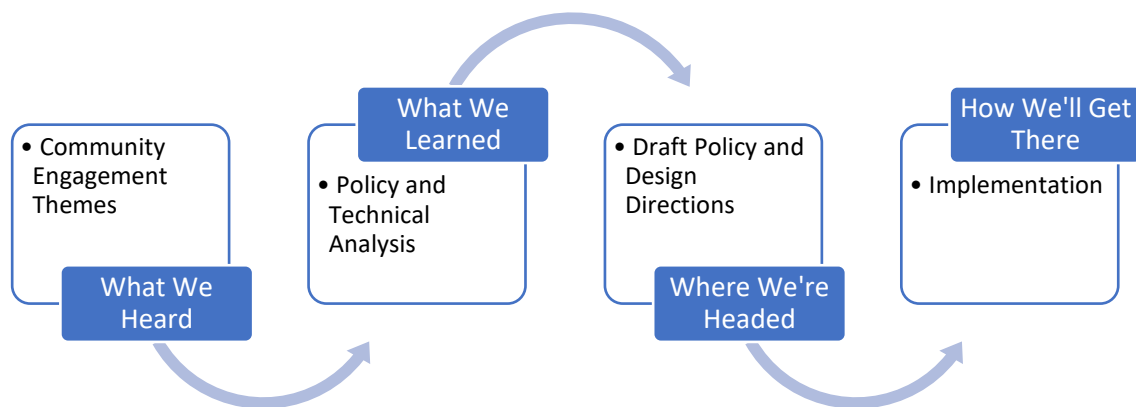 • Community
Engagement
Themes
What We
Heard
What We
Learned
• Policy and
Technical
Analysis
• Draft Policy and
Design
Directions
Where We're
Headed
How We'll Get
There
• Implementation